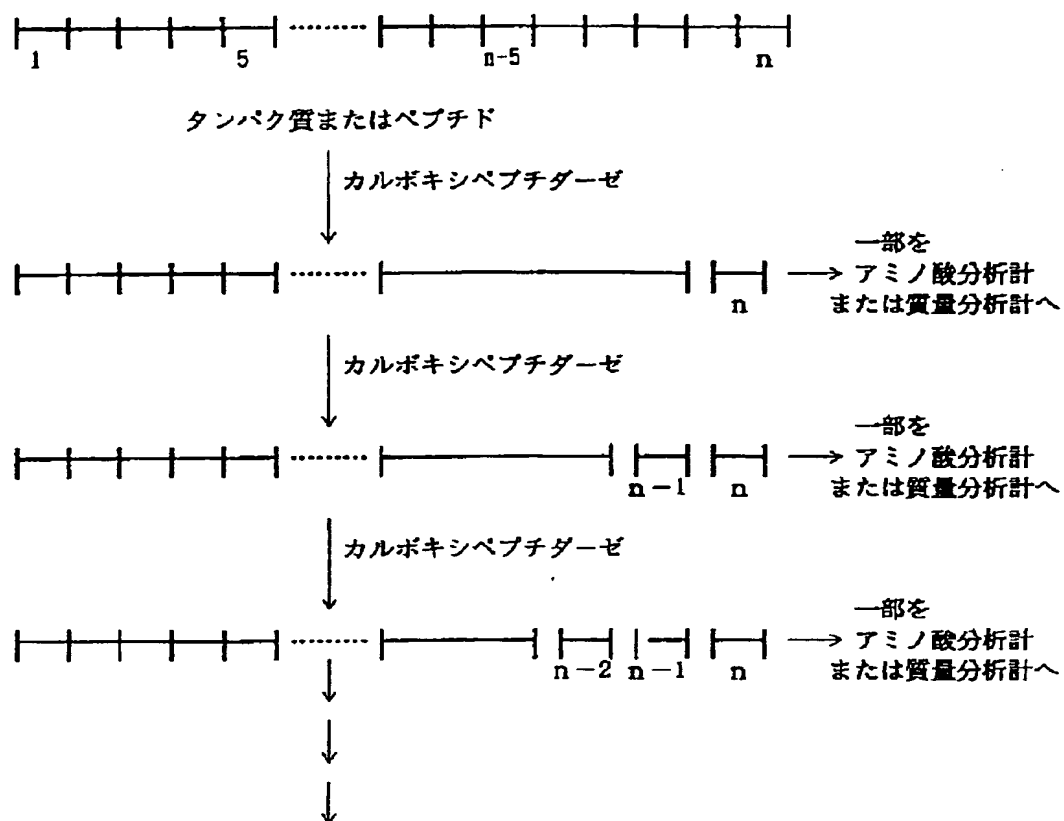 1 5 n-5 n
タンパク質またはペプチド
カルボキシペプチダーゼ
一部を
アミノ酸分析計
または質量分析計へ
n
カルボキシペプチダーゼ
一部を
アミノ酸分析計
または質量分析計へ
n-1 n
カルボキシペプチダーゼ
一部を
アミノ酸分析計
または質量分析計へ
n-2 n-1 n